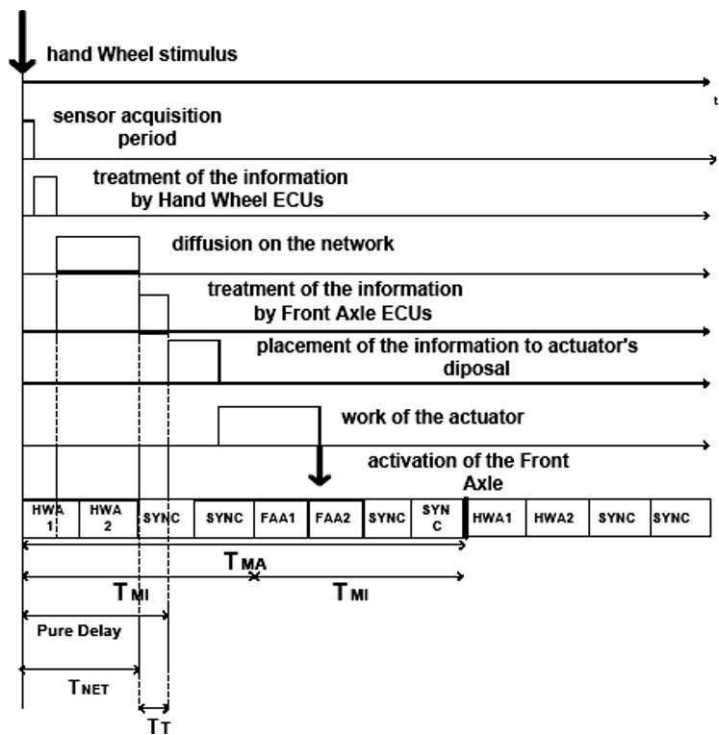 hand Wheel stimulus
t
sensor acquisition
period
treatment of the information
by Hand Wheel ECUs
diffusion on the network
treatment of the information
by Front Axle ECUs
placement of the information to actuator's
diposal
work of the actuator
activation of the Front
Axle
HWA
1
HWA
2
SYNC
SYNC
FAA1
FAA2
SYNC
SYN
C
HWA1
HWA2
SYNC
SYNC
TMA
TMI
TMI
Pure Delay
TNET
TT